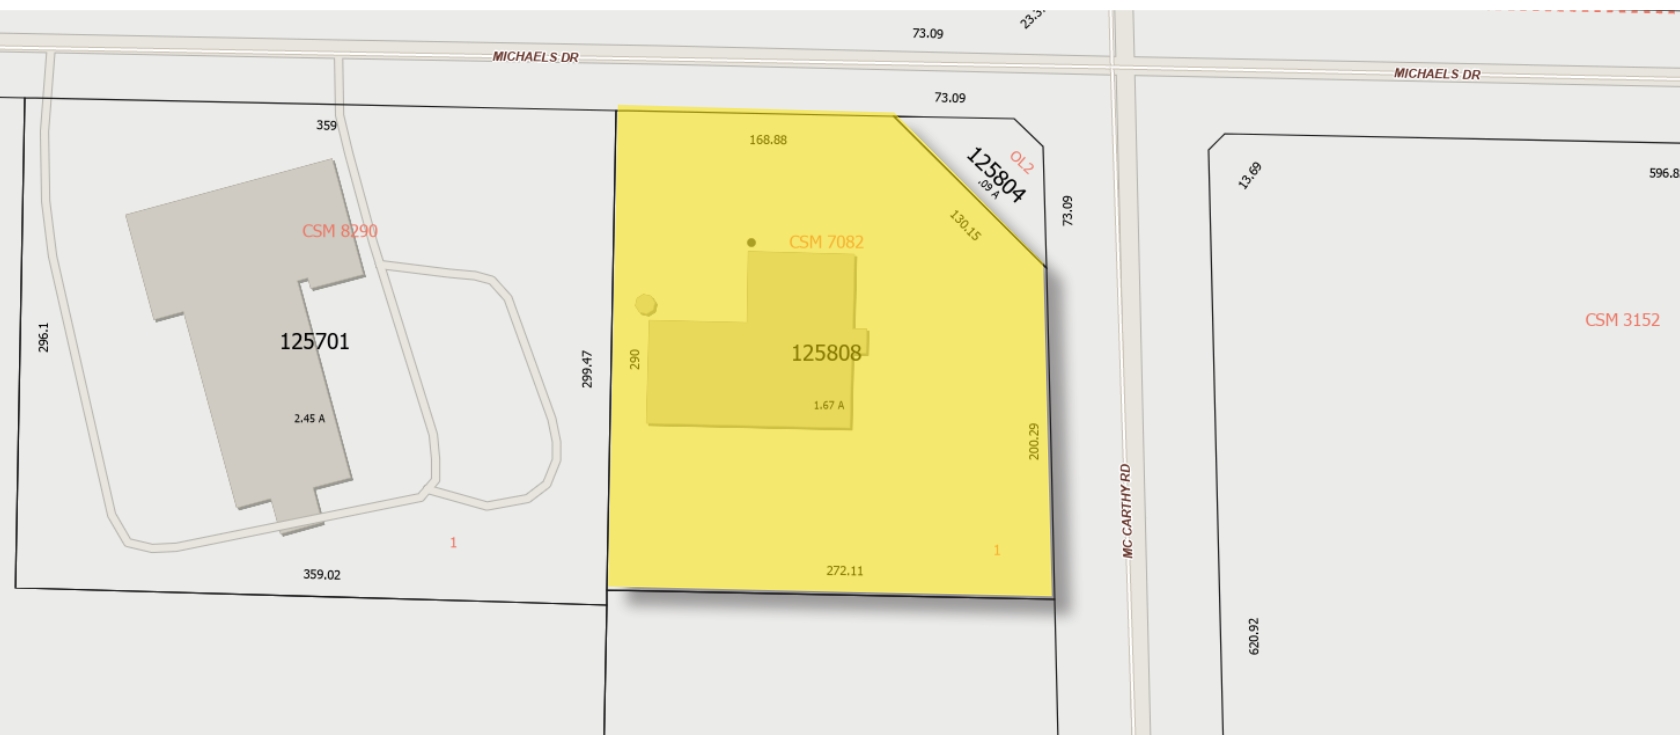 73.09
MICHAELS DR
MICHAELS DR
73.09
359
168.88
OL2
125804
.09 A
13.69
596.8
73.09
130.15
CSM 8290
CSM 7082
CSM 3152
296.1
125701
299.47
290
125808
1.67 A
2.45 A
200.29
MC CARTHY RD
1
1
359.02
272.11
620.92